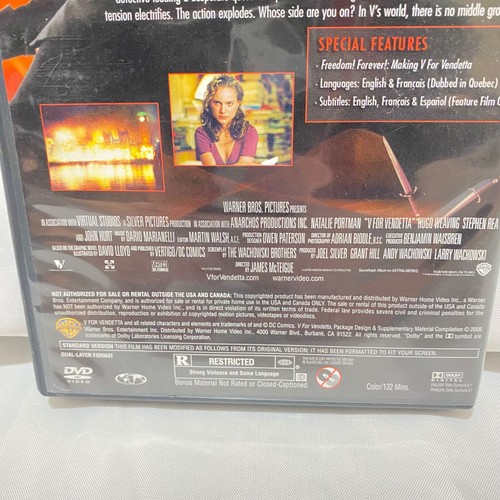 tension electrifies. The action explodes. Whose side are you on? In V's world, there is no middle gro
SPECIAL FEATURES
· Freedom! Forever!: Making V For Vendetta
· Languages: English & Français (Dubbed in Quebec)
· Subtitles: English, Français & Español (Feature Film
WARNER BROS. PICTURES PRESENTS
IN ASSOCIATION WITH VIRTUAL STUDIOS A SILVER PICTURES PRODUCTION IN ASSOCIATION WITH ANARCHOS PRODUCTIONS INC. NATALIE PORTMAN "V FOR VENDETTA" HUGO WEAVING STEPHEN REA
AND JOHN HURT MUSIC BY DARIO MARIANELLI EDITOR MARTIN WALSH, A.C.E. PRODUCTION DESIGNER OWEN PATERSON DIRECTOR OF PHOTOGRAPHY ADRIAN BIDDLE, B.S.C. EXECUTIVE PRODUCER BENJAMIN WAISBREN
BASED ON THE GRAPHIC NOVEL ILLUSTRATED BY DAVID LLOYD AND PUBLISHED BY VERTIGO/DC COMICS SCREENPLAY BY THE WACHOWSKI BROTHERS PRODUCED BY JOEL SILVER GRANT HILL ANDY WACHOWSKI LARRY WACHOWSKI
DIRECTED BY JAMES McTEIGUE
VforVendetta.com warnervideo.com
NOT AUTHORIZED FOR SALE OR RENTAL OUTSIDE THE USA AND CANADA: This copyrighted product has been manufactured and distributed by Warner Home Video Inc., a Warner
Bros. Entertainment Company, and is authorized for sale or rental for private home use in the USA and Canada ONLY. The sale or rental of this product outside the USA and Canada
has NOT been authorized by Warner Home Video Inc., and is in direct violation of its written terms of trade. Federal law provides severe civil and criminal penalties for the
unauthorized duplication, reproduction, distribution or exhibition of copyrighted motion pictures, videotapes or videodiscs.
V FOR VENDETTA and all related characters and elements are trademarks of and © DC Comics. V For Vendetta, Package Design & Supplementary Material Compilation © 2006
Warner Bros. Entertainment Inc. Distributed by Warner Home Video Inc., 4000 Warner Blvd., Burbank, CA 91522. All rights reserved. "Dolby" and the DD symbol are
trademarks of Dolby Laboratories Licensing Corporation.
STANDARD VERSION THIS FILM HAS BEEN MODIFIED AS FOLLOWS FROM ITS ORIGINAL VERSION: IT HAS BEEN FORMATTED TO FIT YOUR SCREEN.
DUAL-LAYER FORMAT
R RESTRICTED
Strong Violence and Some Language
Bonus Material Not Rated or Closed-Captioned
DVD
VIDEO
Color/132 Mins.
DOLBY
DIGITAL